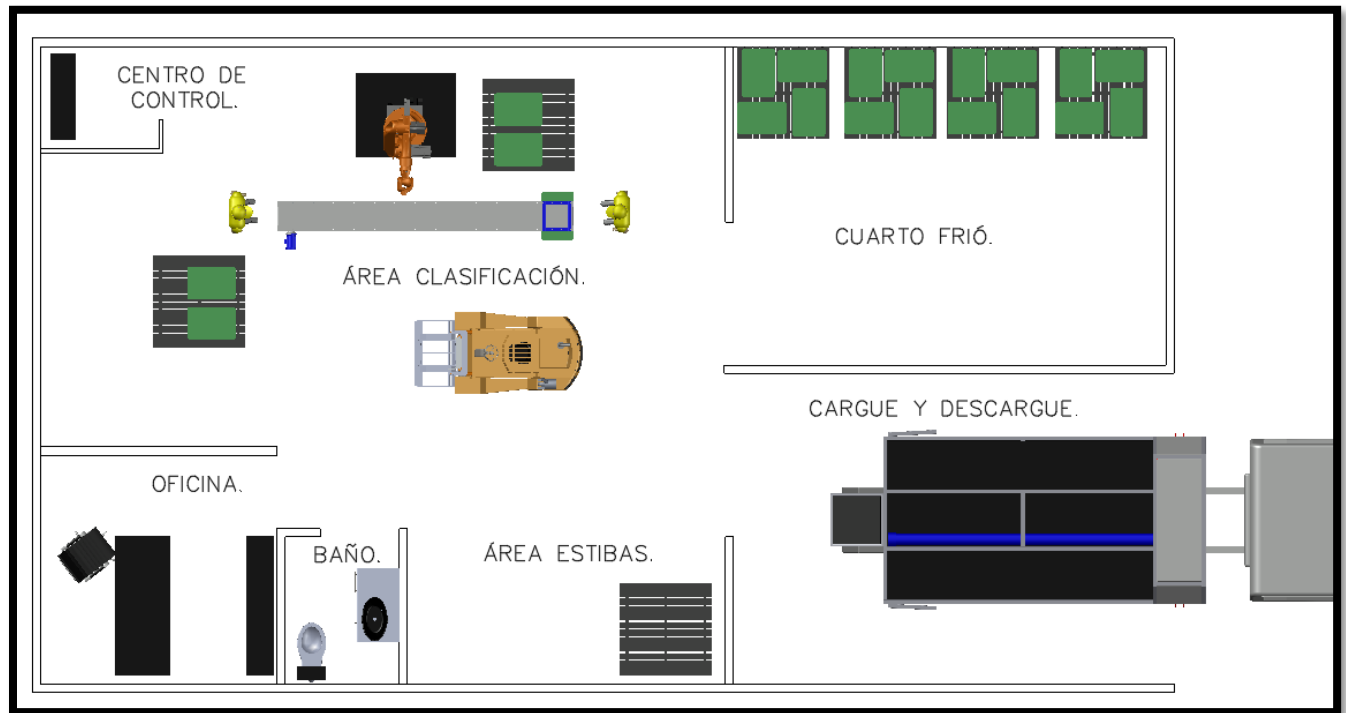 CENTRO DE
CONTROL.
CUARTO FRIÓ.
ÁREA CLASIFICACIÓN.
CARGUE Y DESCARGUE.
OFICINA.
BAÑO.
ÁREA ESTIBAS.